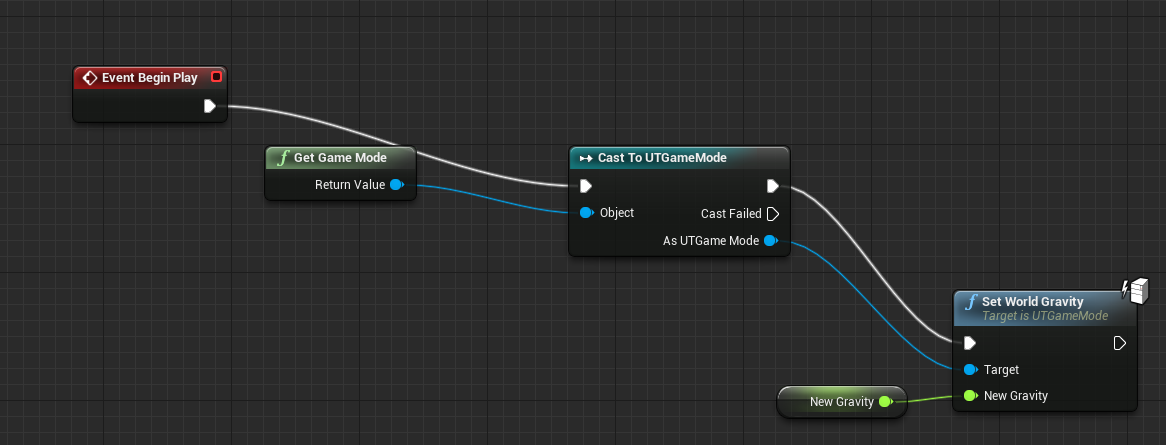 Event Begin Play
f Get Game Mode
Return Value
Cast To UTGameMode
Object
Cast Failed
As UTGame Mode
f Set World Gravity
Target is UTGameMode
Target
New Gravity
New Gravity